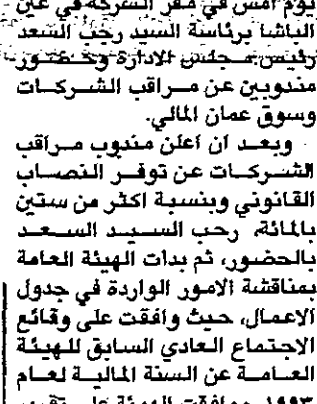 يوم امس في مقر الشركة في عين
الباشا برئاسة السيد رجب السعد
رئيس مجلس الادارة وحضور
مندوبين عن مراقب الشركات
وسوق عمان المالي.
وبعد ان اعلن مندوب مراقب
الشركات عن توفر النصاب
القانوني وبنسبة اكثر من ستين
بالمائة، رحب السيد السعد
بالحضور، ثم بدات الهيئة العامة
بمناقشة الامور الواردة في جدول
الاعمال، حيث وافقت على وقائع
الاجتماع العادي السابق للهيئة
العامة عن السنة المالية لعام
١٩٩٣، ووافقت الهيئة على تقرير